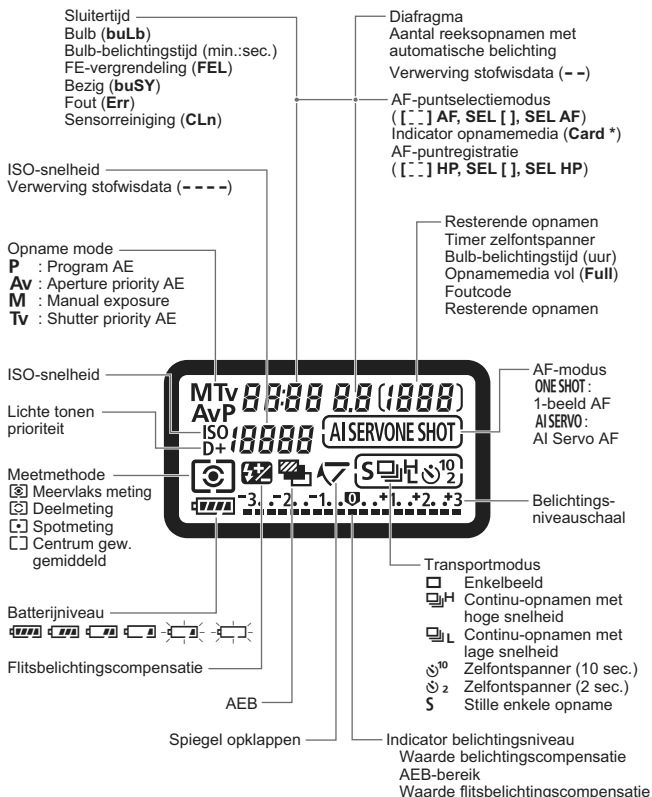 Sluitertijd
Bulb (buLb)
Bulb-belichtingstijd (min.:sec.)
FE-vergrendeling (FEL)
Bezig (buSY)
Fout (Err)
Sensorreiniging (CLn)
Diafragma
Aantal reeksopnamen met
automatische belichting
Verwerving stofwisdata (- -)
AF-puntselectiemodus
([ ] AF, SEL [ ], SEL AF)
Indicator opnamemedia (Card *)
AF-puntregistratie
([ ] HP, SEL [ ], SEL HP)
ISO-snelheid
Verwerving stofwisdata (- - - -)
Resterende opnamen
Timer zelfontspanner
Bulb-belichtingstijd (uur)
Opnamemedia vol (Full)
Foutcode
Resterende opnamen
Opname mode
P : Program AE
Av : Aperture priority AE
M : Manual exposure
Tv : Shutter priority AE
ISO-snelheid
Lichte tonen
prioriteit
MTv 88:88 8.8 (1888)
AvP
ISO 18888 AI SERVONE SHOT
D+
S H 10 2
-3..-2..-1..0..+1..+2..+3
AF-modus
ONE SHOT :
1-beeld AF
AI SERVO :
AI Servo AF
Meetmethode
Meervlaks meting
Deelmeting
Spotmeting
Centrum gew.
gemiddeld
Belichtings-
niveauschaal
Batterijniveau
Flitsbelichtingscompensatie
AEB
Spiegel opklappen
Transportmodus
Enkelbeeld
H Continu-opnamen met
hoge snelheid
L Continu-opnamen met
lage snelheid
10 Zelfontspanner (10 sec.)
2 Zelfontspanner (2 sec.)
S Stille enkele opname
Indicator belichtingsniveau
Waarde belichtingscompensatie
AEB-bereik
Waarde flitsbelichtingscompensatie